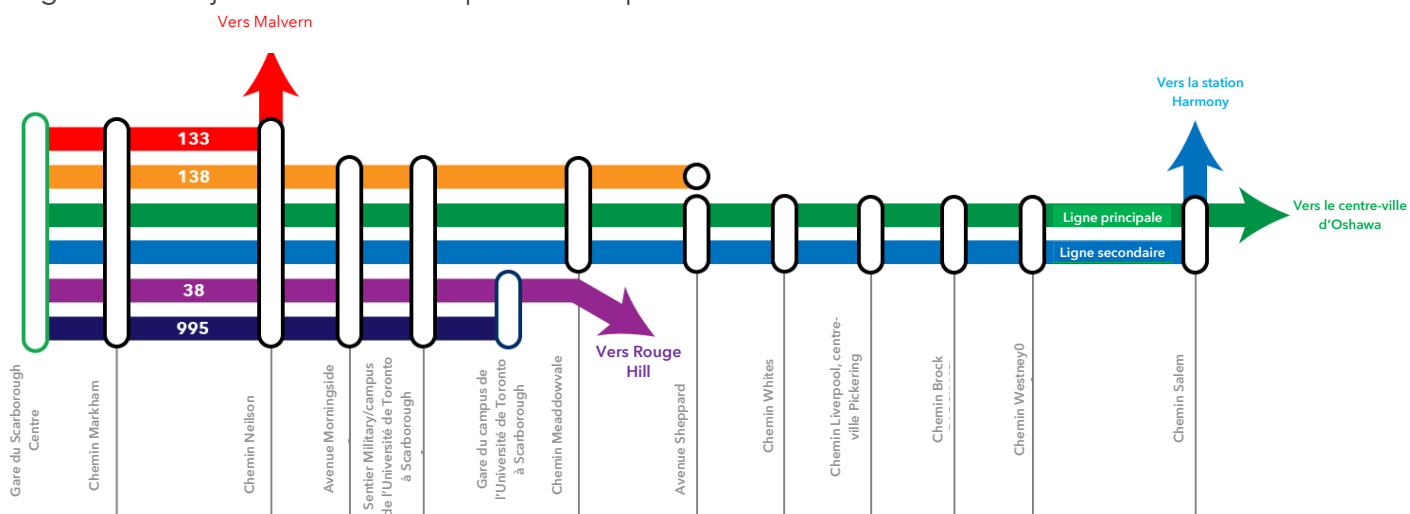 Vers Malvern
Vers la station
Harmony
133
138
Vers le centre-ville
d'Oshawa
Ligne principale
Ligne secondaire
38
995
Vers Rouge
Hill
Gare du Scarborough
Centre
Chemin Markham
Chemin Neilson
Avenue Morningside
Sentier Military/campus
de l'Université de Toronto
à Scarborough
Gare du campus de
l'Université de Toronto
à Scarborough
Chemin Meaddowvale
Avenue Sheppard
Chemin Whites
Chemin Liverpool, centre-
ville Pickering
Chemin Brock
Chemin Westney0
Chemin Salem